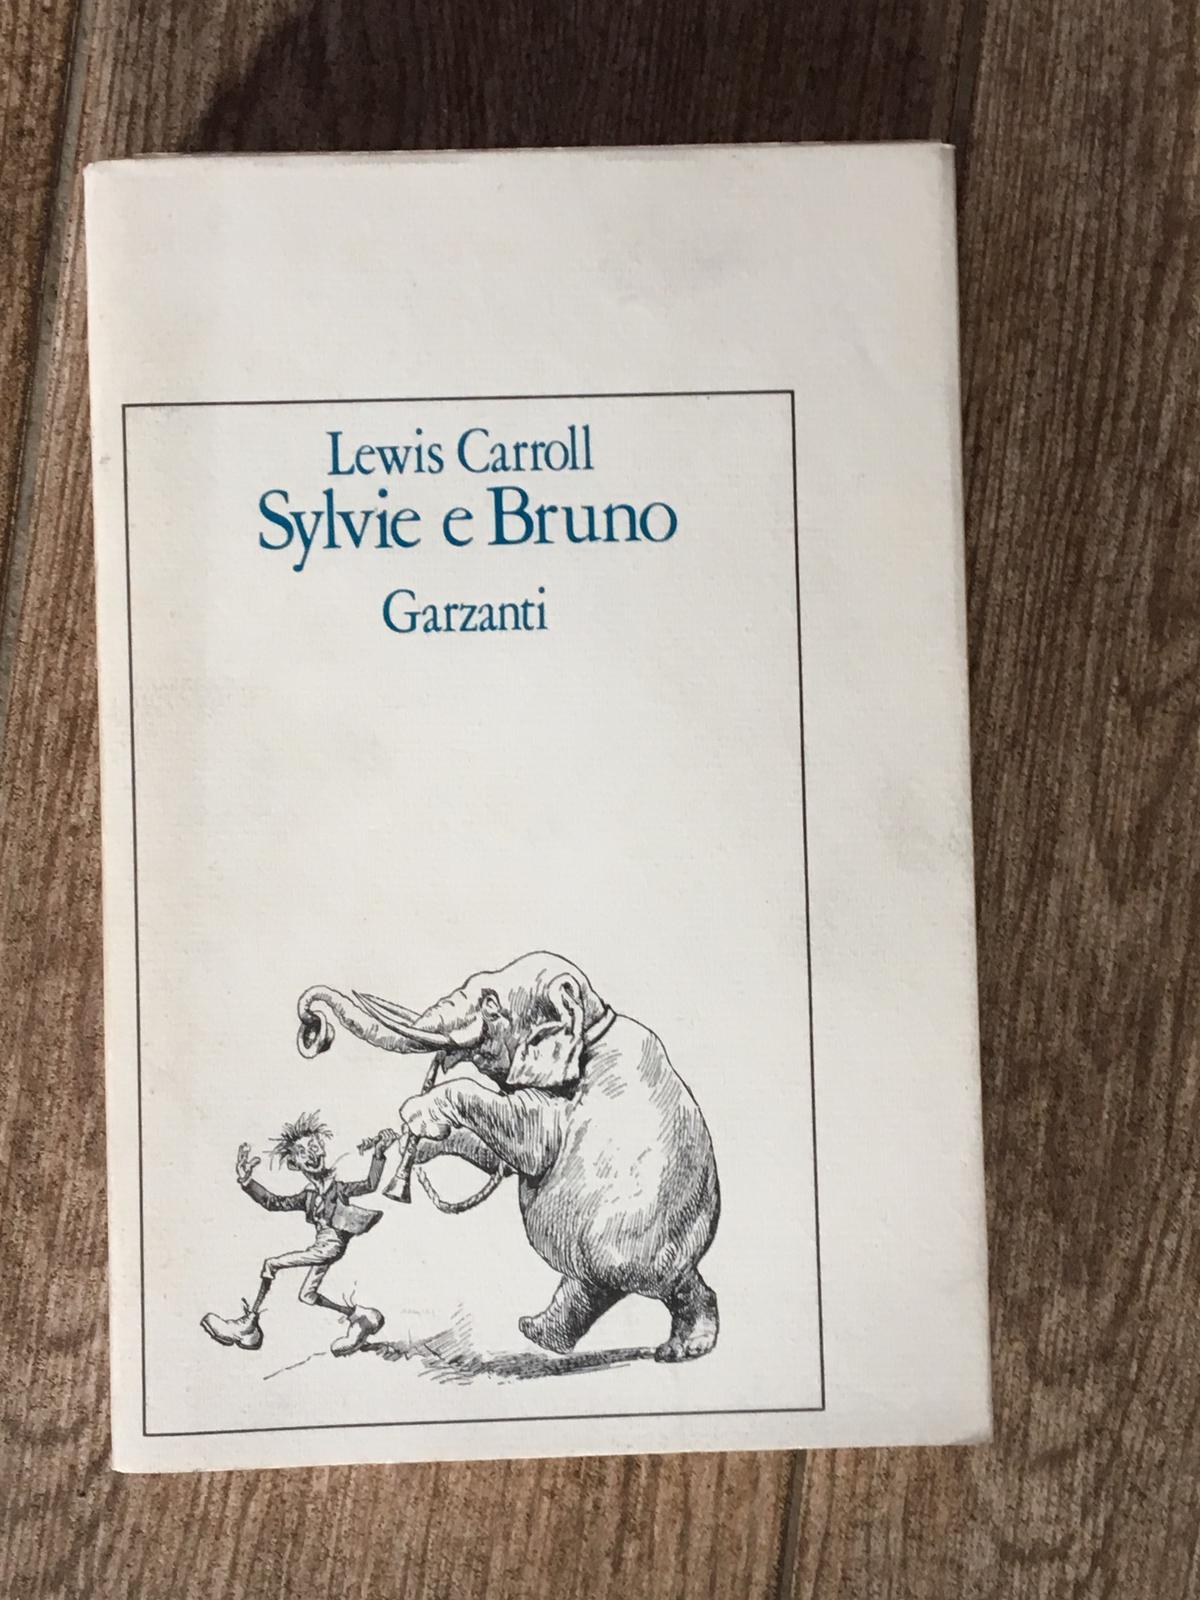 Lewis Carroll
Sylvie e Bruno
Garzanti